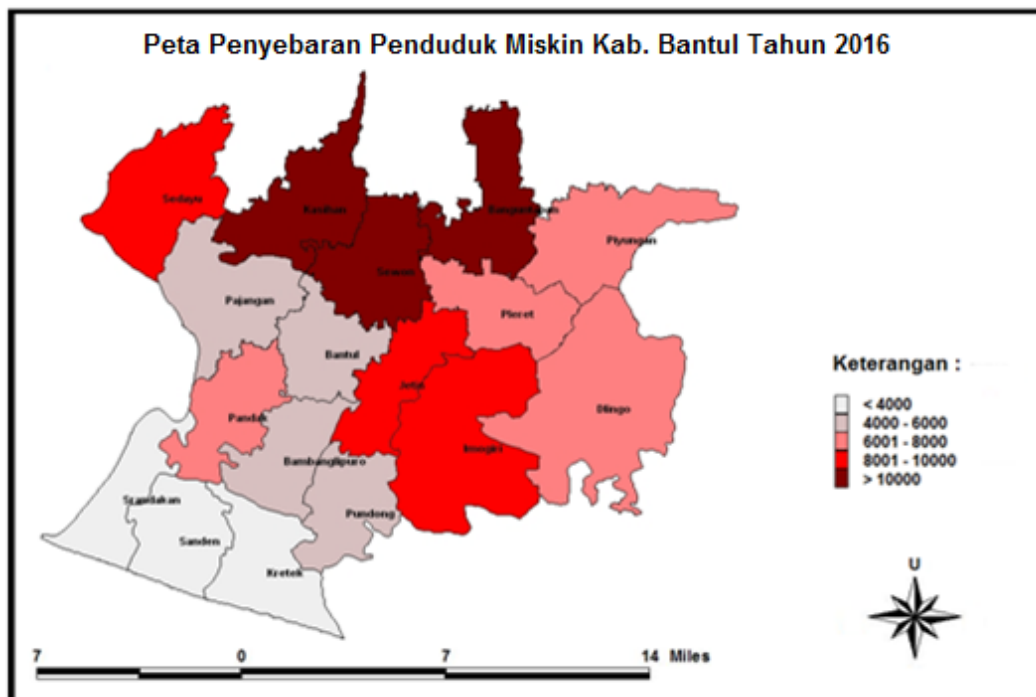 Peta Penyebaran Penduduk Miskin Kab. Bantul Tahun 2016
Sedayu
Kasihan
Banguntapan
Piyungan
Sewon
Pajangan
Pleret
Bantul
Jetis
Pandak
Dlingo
Imogiri
Bambanglipuro
Srandakan
Pundong
Sanden
Kretek
Keterangan :
< 4000
4000 - 6000
6001 - 8000
8001 - 10000
> 10000
U
7 0 7 14 Miles